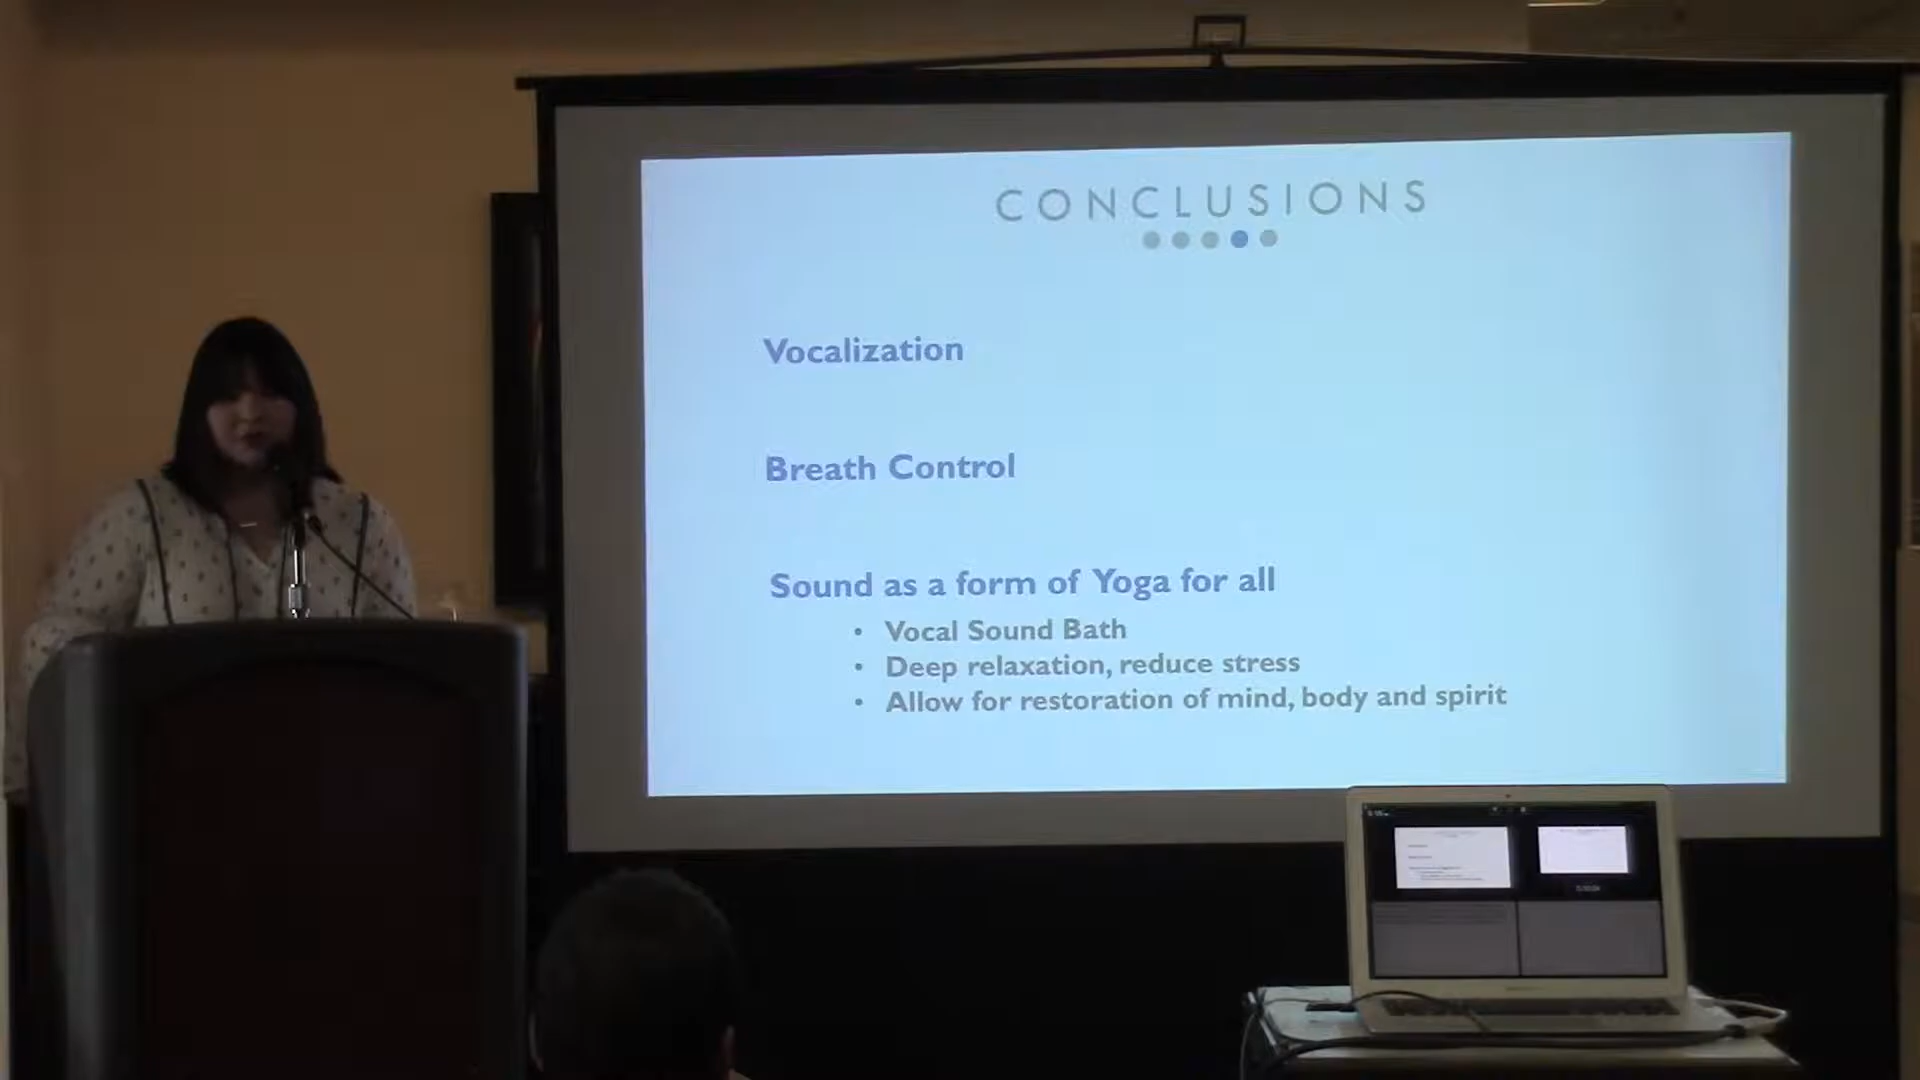 CONCLUSIONS
Vocalization
Breath Control
Sound as a form of Yoga for all
• Vocal Sound Bath
• Deep relaxation, reduce stress
• Allow for restoration of mind, body and spirit